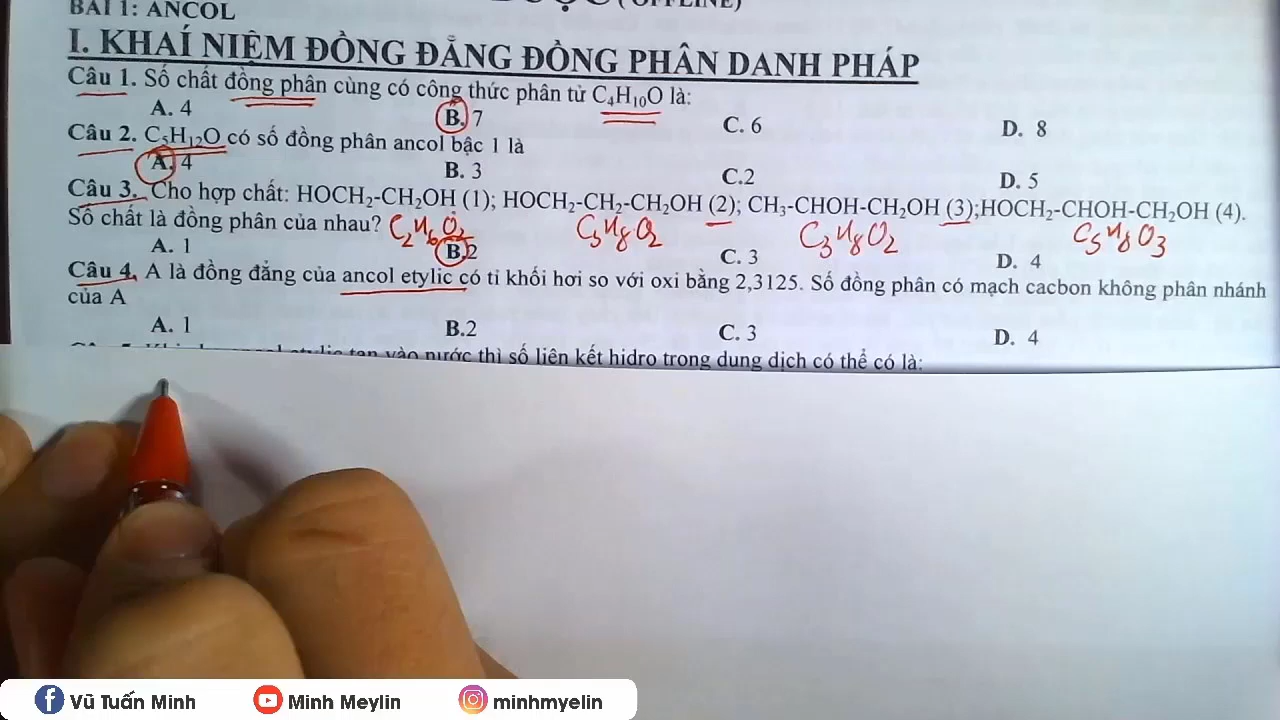 BÀI 1: ANCOL
(OFFLINE)
I. KHAÍ NIỆM ĐỒNG ĐẲNG ĐỒNG PHÂN DANH PHÁP
Câu 1. Số chất đồng phân cùng có công thức phân tử C₄H₁₀O là:
A. 4 B. 7 C. 6 D. 8
Câu 2. C₅H₁₂O có số đồng phân ancol bậc 1 là
A. 4 B. 3 C.2 D. 5
Câu 3. Cho hợp chất: HOCH₂-CH₂OH (1); HOCH₂-CH₂-CH₂OH (2); CH₃-CHOH-CH₂OH (3);HOCH₂-CHOH-CH₂OH (4).
Số chất là đồng phân của nhau? C₂H₆O₂ C₃H₈O₂ C₃H₈O₂ C₃H₈O₃
A. 1 B.2 C. 3 D. 4
Câu 4. A là đồng đẳng của ancol etylic có tỉ khối hơi so với oxi bằng 2,3125. Số đồng phân có mạch cacbon không phân nhánh
của A
A. 1 B.2 C. 3 D. 4
tan vào nước thì số liên kết hidro trong dung dịch có thể có là:
Vũ Tuấn Minh Minh Meylin minhmyelin